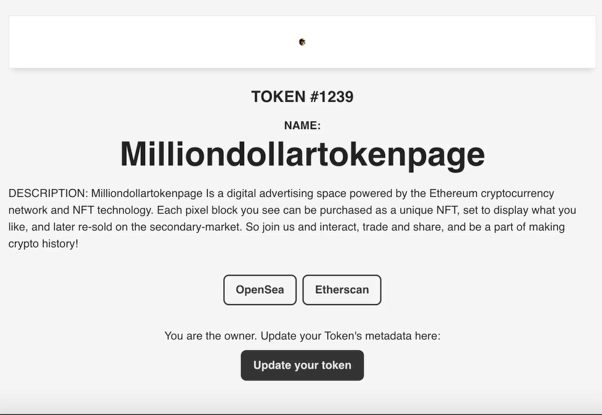 TOKEN #1239
NAME:
Milliondollartokenpage
DESCRIPTION: Milliondollartokenpage Is a digital advertising space powered by the Ethereum cryptocurrency
network and NFT technology. Each pixel block you see can be purchased as a unique NFT, set to display what you
like, and later re-sold on the secondary-market. So join us and interact, trade and share, and be a part of making
crypto history!
OpenSea Etherscan
You are the owner. Update your Token's metadata here:
Update your token